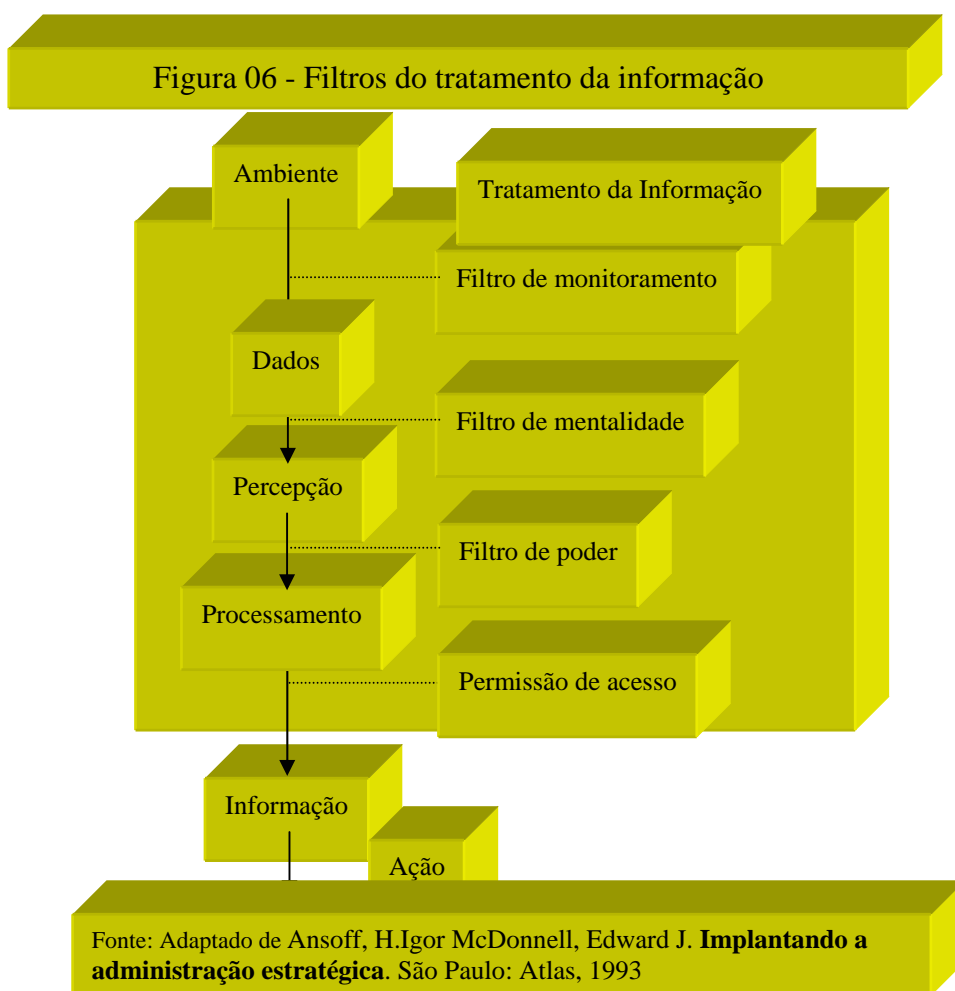 Figura 06 - Filtros do tratamento da informação
Ambiente
Tratamento da Informação
Filtro de monitoramento
Dados
Filtro de mentalidade
Percepção
Filtro de poder
Processamento
Permissão de acesso
Informação
Ação
Fonte: Adaptado de Ansoff, H.Igor McDonnell, Edward J. Implantando a
administração estratégica. São Paulo: Atlas, 1993